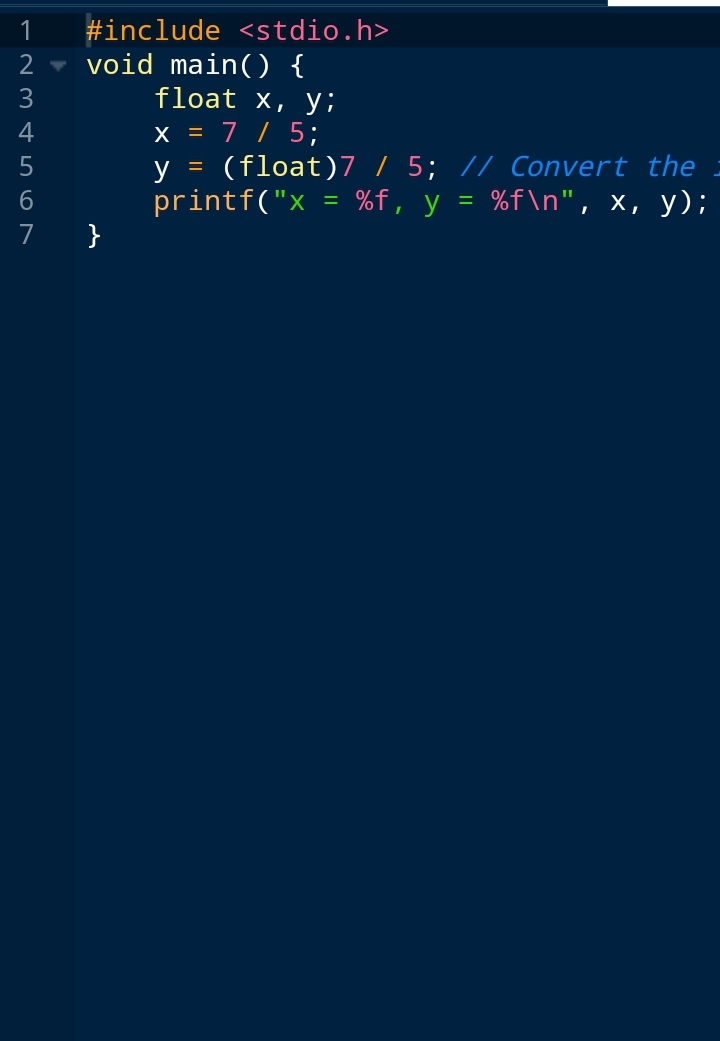 1 #include <stdio.h>
2 void main() {
3 float x, y;
4 x = 7 / 5;
5 y = (float)7 / 5; // Convert the
6 printf("x = %f, y = %f\n", x, y);
7 }